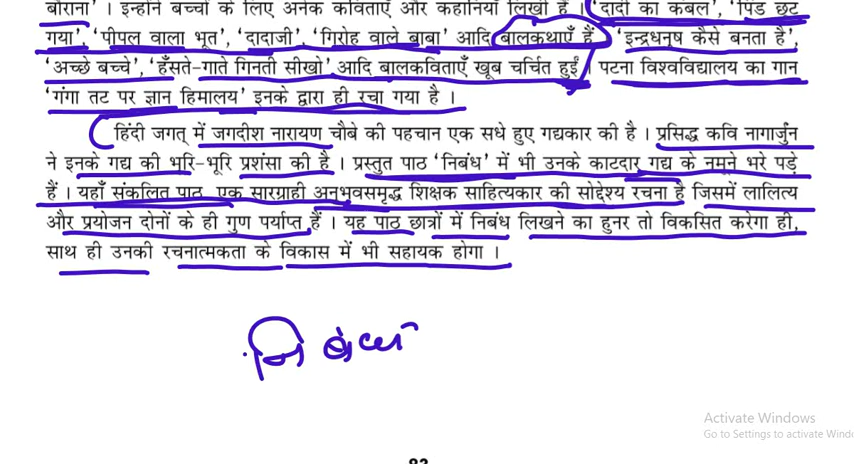 बौराना’ । इन्होंने बच्चों के लिए अनेक कविताएँ और कहानियाँ लिखी हैं । ‘दादी का कंबल’, ‘पिंड छूट
गया’, ‘पीपल वाला भूत’, ‘दादाजी’, ‘गिरोह वाले बाबा’ आदि बालकथाएँ हैं । ‘इन्द्रधनुष कैसे बनता है’,
‘अच्छे बच्चे’, ‘हँसते-गाते गिनती सीखो’ आदि बालकविताएँ खूब चर्चित हुईं । पटना विश्वविद्यालय का गान
‘गंगा तट पर ज्ञान हिमालय’ इनके द्वारा ही रचा गया है ।
हिंदी जगत् में जगदीश नारायण चौबे की पहचान एक सधे हुए गद्यकार की है । प्रसिद्ध कवि नागार्जुन
ने इनके गद्य की भूरि-भूरि प्रशंसा की है । प्रस्तुत पाठ ‘निबंध’ में भी उनके काटदार गद्य के नमूने भरे पड़े
हैं । यहाँ संकलित पाठ एक सारग्राही अनुभवसमृद्ध शिक्षक साहित्यकार की सोद्देश्य रचना है जिसमें लालित्य
और प्रयोजन दोनों के ही गुण पर्याप्त हैं । यह पाठ छात्रों में निबंध लिखने का हुनर तो विकसित करेगा ही,
साथ ही उनकी रचनात्मकता के विकास में भी सहायक होगा ।
Activate Windows
Go to Settings to activate Windo